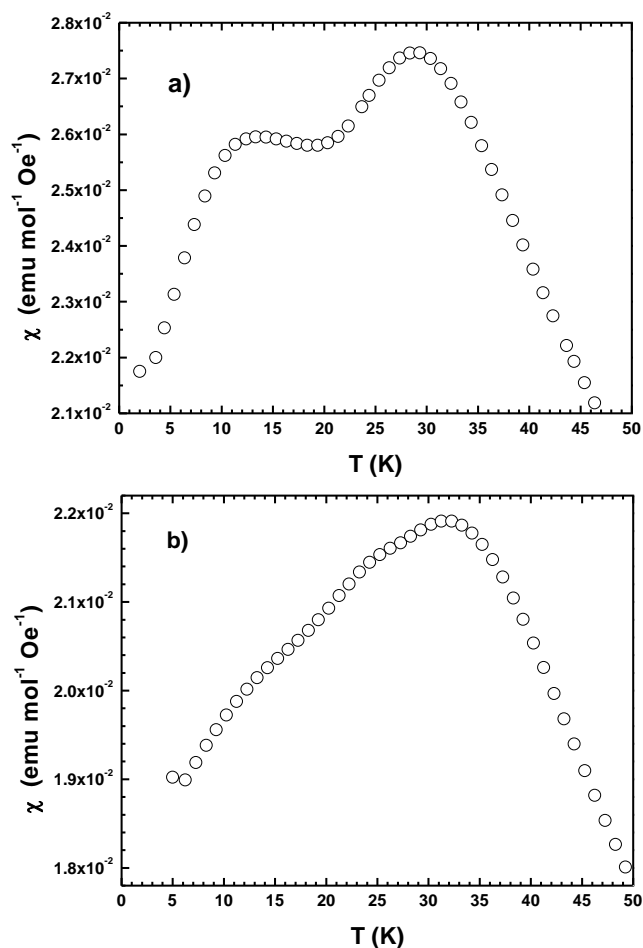 a)
χ (emu mol⁻¹ Oe⁻¹)
2.8x10⁻²
2.7x10⁻²
2.6x10⁻²
2.5x10⁻²
2.4x10⁻²
2.3x10⁻²
2.2x10⁻²
2.1x10⁻²
0 5 10 15 20 25 30 35 40 45 50
T (K)
b)
χ (emu mol⁻¹ Oe⁻¹)
2.2x10⁻²
2.1x10⁻²
2.0x10⁻²
1.9x10⁻²
1.8x10⁻²
0 5 10 15 20 25 30 35 40 45 50
T (K)